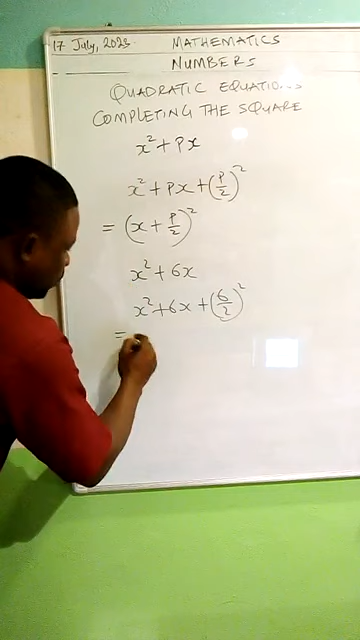 17 July, 2023 MATHEMATICS
NUMBERS
QUADRATIC EQUATIONS
COMPLETING THE SQUARE
x² + Px
x² + Px + (P/2)²
= (x + P/2)²
x² + 6x
x² + 6x + (6/2)²
=